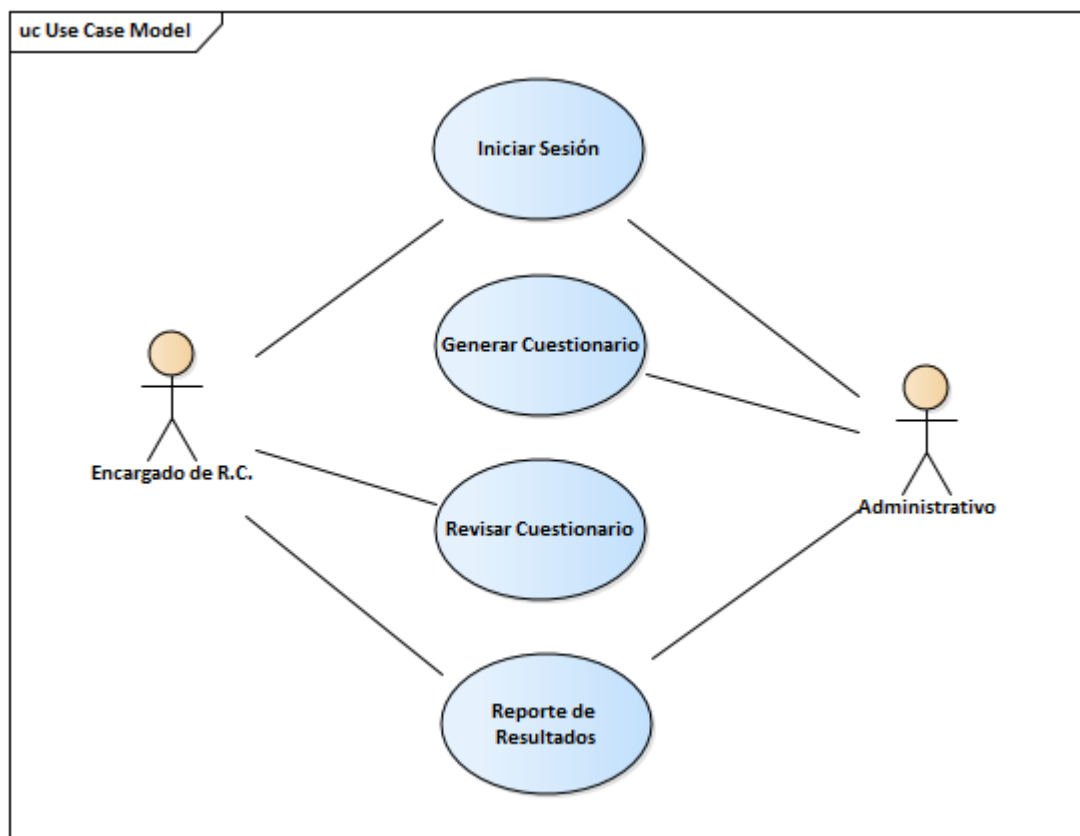 uc Use Case Model
Iniciar Sesión
Generar Cuestionario
Encargado de R.C.
Administrativo
Revisar Cuestionario
Reporte de
Resultados